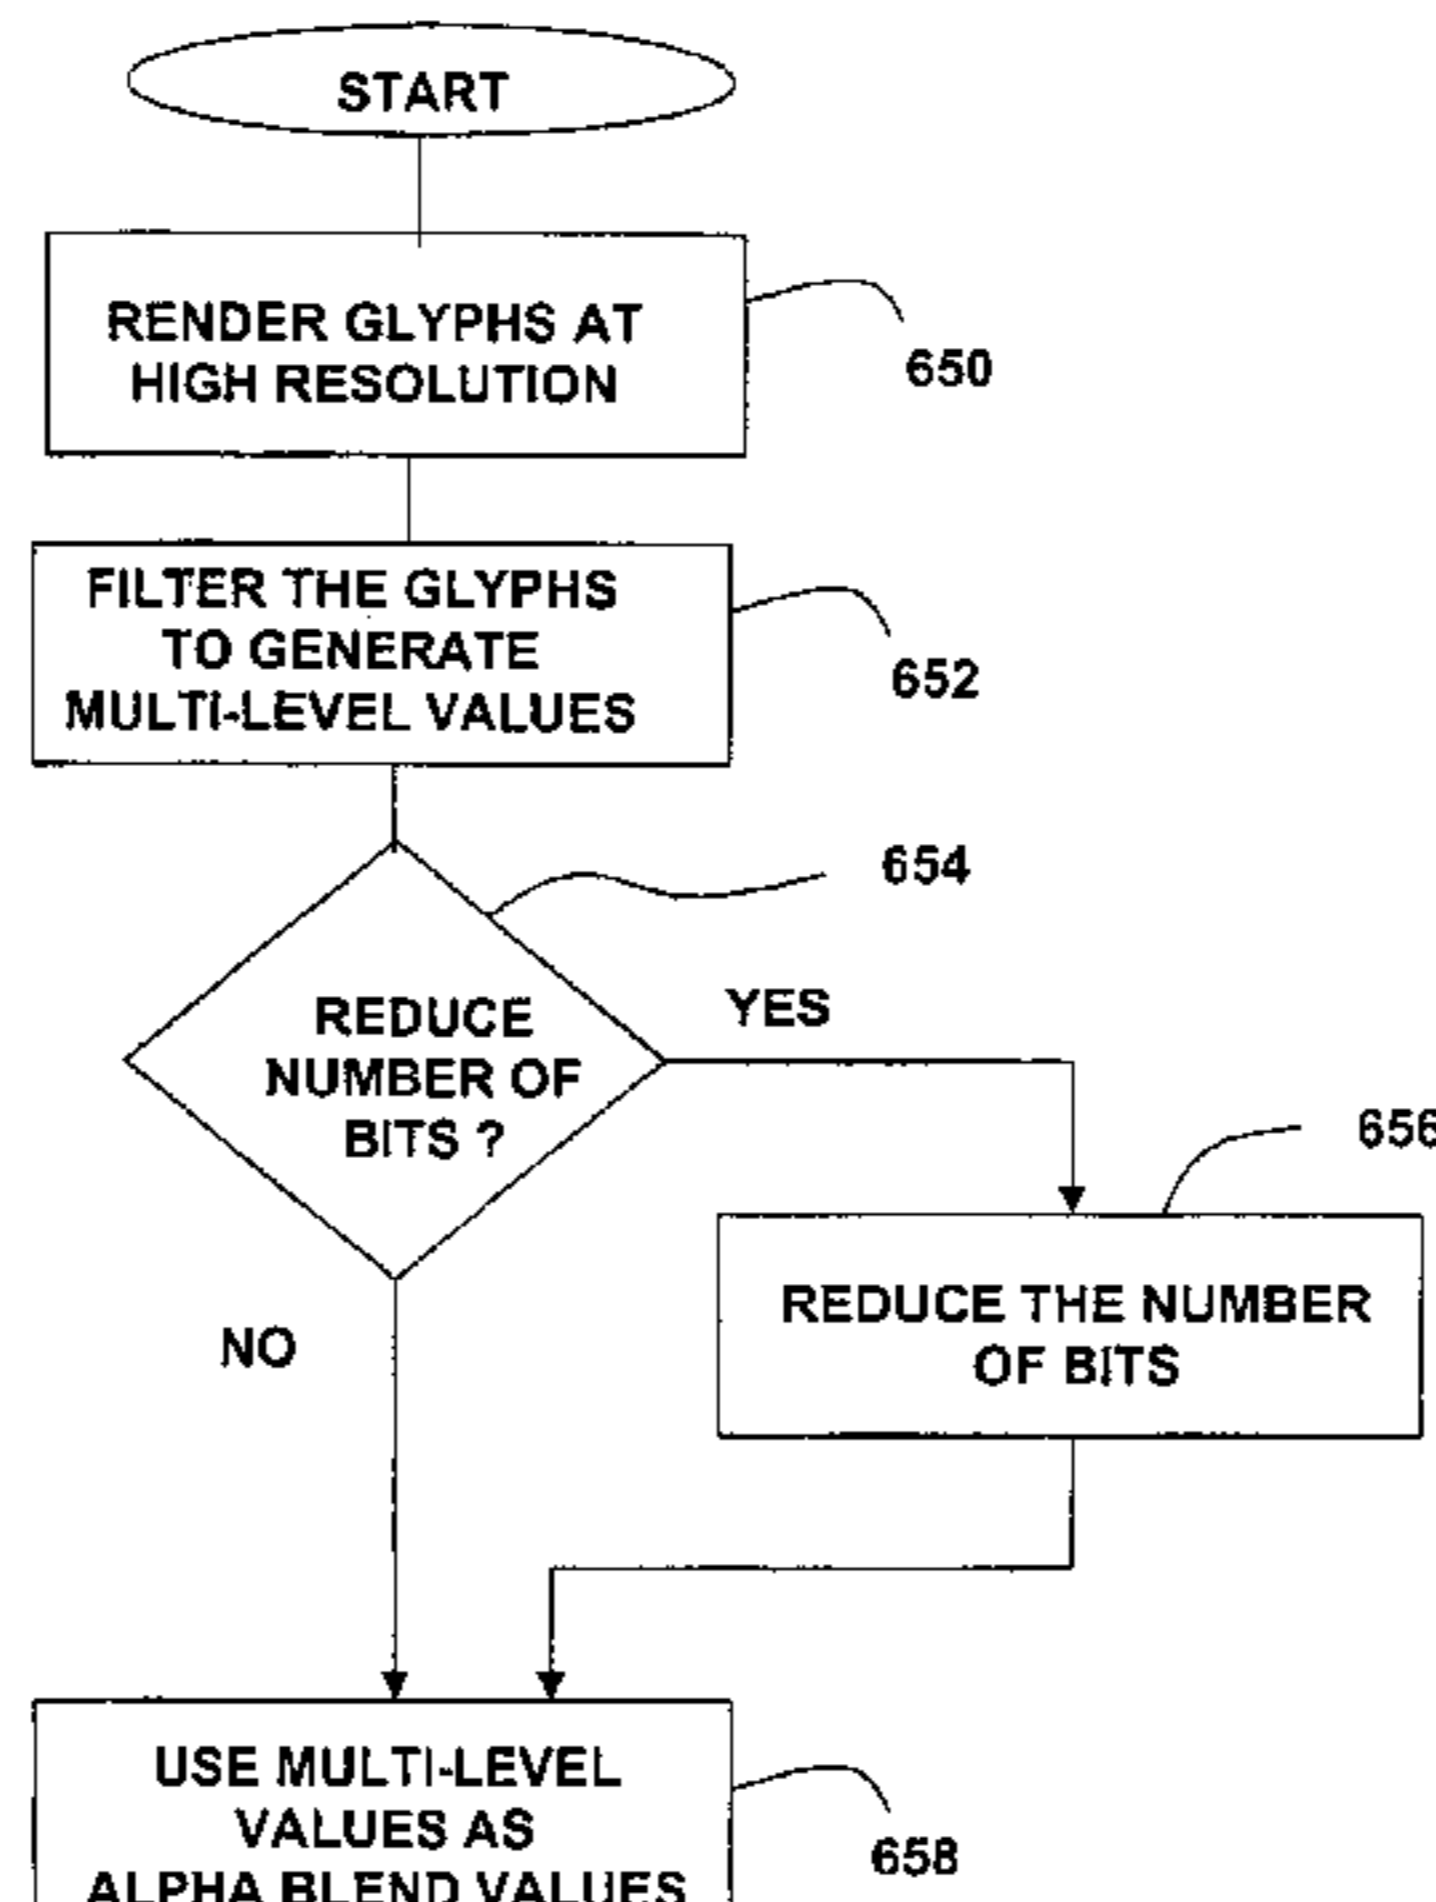 START
RENDER GLYPHS AT
HIGH RESOLUTION
650
FILTER THE GLYPHS
TO GENERATE
MULTI-LEVEL VALUES
652
654
REDUCE
NUMBER OF
BITS ?
YES
656
REDUCE THE NUMBER
OF BITS
NO
USE MULTI-LEVEL
VALUES AS
ALPHA BLEND VALUES
658